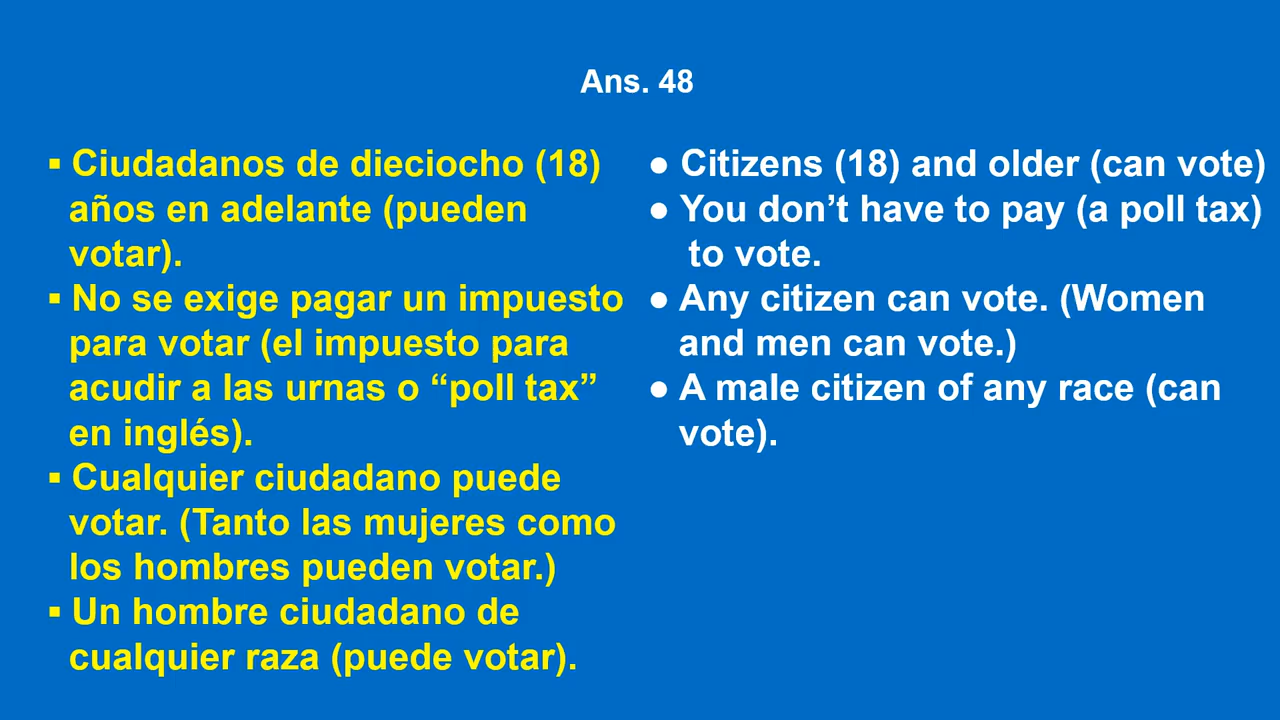 Ans. 48
▪ Ciudadanos de dieciocho (18)
años en adelante (pueden
votar).
▪ No se exige pagar un impuesto
para votar (el impuesto para
acudir a las urnas o “poll tax”
en inglés).
▪ Cualquier ciudadano puede
votar. (Tanto las mujeres como
los hombres pueden votar.)
▪ Un hombre ciudadano de
cualquier raza (puede votar).
● Citizens (18) and older (can vote)
● You don’t have to pay (a poll tax)
to vote.
● Any citizen can vote. (Women
and men can vote.)
● A male citizen of any race (can
vote).